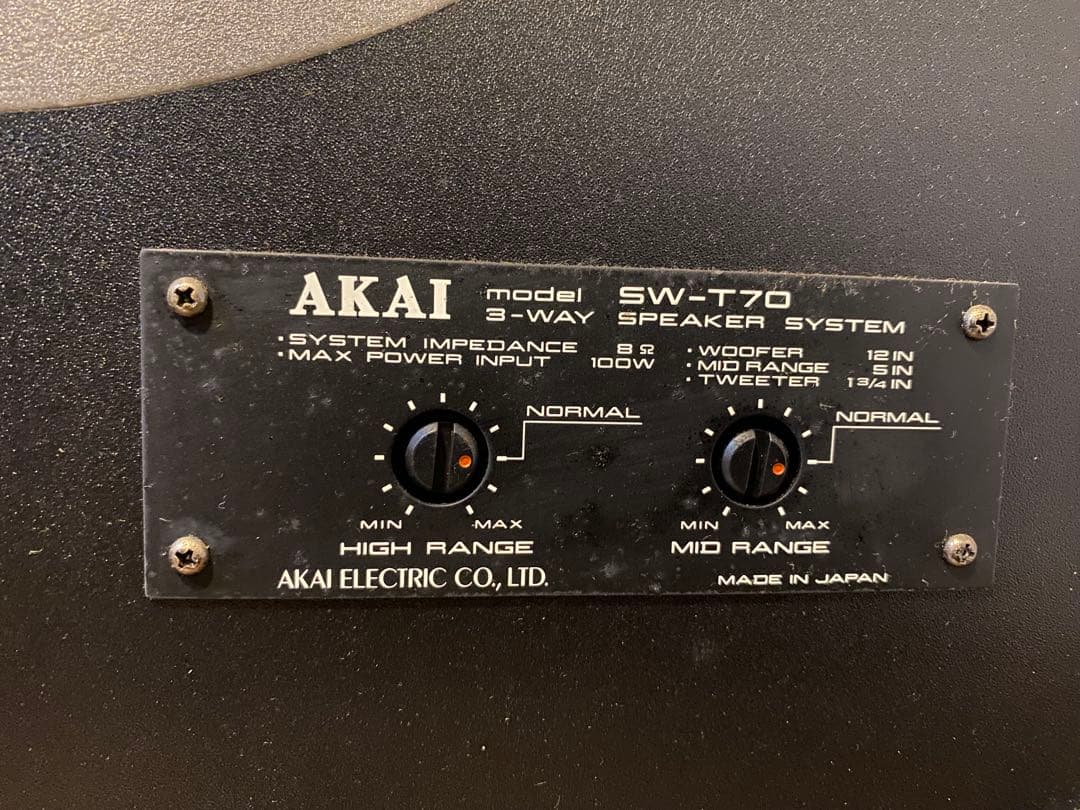 AKAI model SW-T70
3-WAY SPEAKER SYSTEM
·SYSTEM IMPEDANCE 8Ω
·MAX POWER INPUT 100W
·WOOFER 12IN
·MID RANGE 5IN
·TWEETER 1 3/4 IN
NORMAL
NORMAL
MIN MAX
MIN MAX
HIGH RANGE
MID RANGE
AKAI ELECTRIC CO., LTD.
MADE IN JAPAN